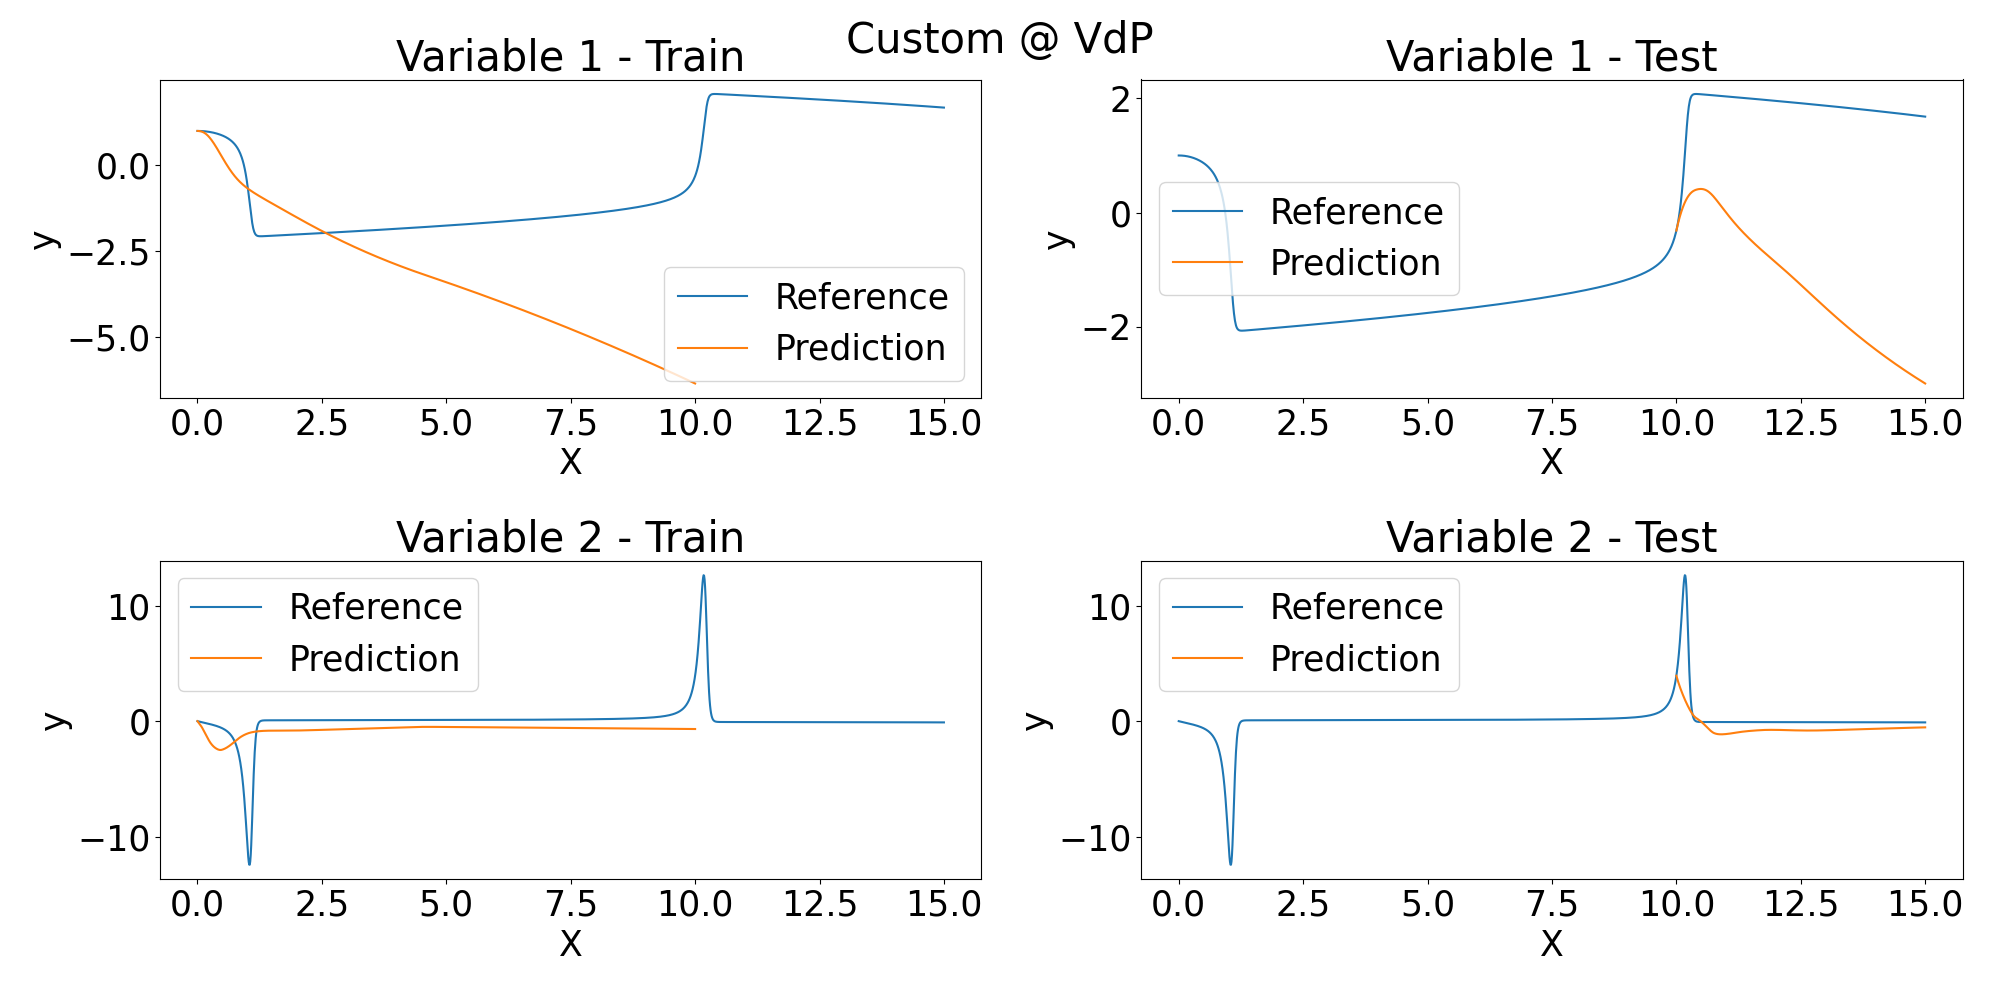 Custom @ VdP
Variable 1 - Train
0.0
−2.5
−5.0
y
Reference
Prediction
0.0 2.5 5.0 7.5 10.0 12.5 15.0
X
Variable 1 - Test
2
0
−2
y
Reference
Prediction
0.0 2.5 5.0 7.5 10.0 12.5 15.0
X
Variable 2 - Train
10
0
−10
y
Reference
Prediction
0.0 2.5 5.0 7.5 10.0 12.5 15.0
X
Variable 2 - Test
10
0
−10
y
Reference
Prediction
0.0 2.5 5.0 7.5 10.0 12.5 15.0
X